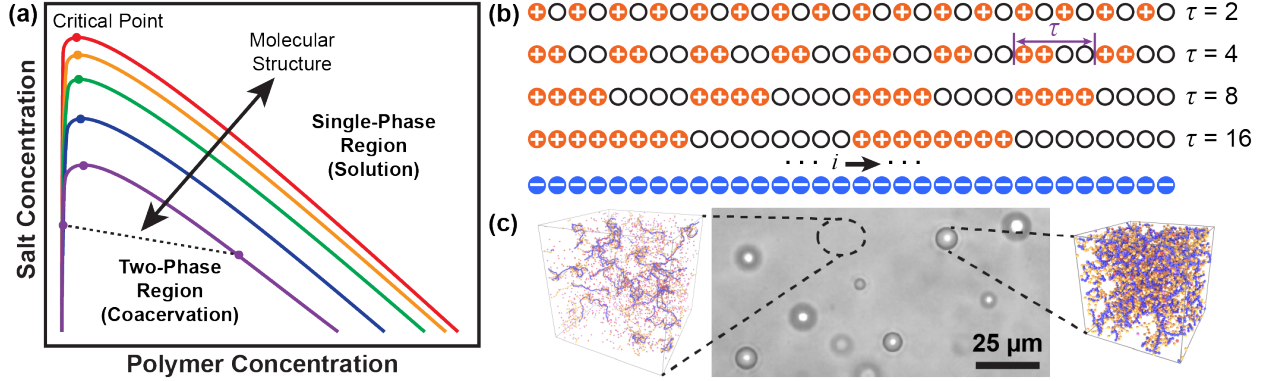 (a)
Critical Point
Molecular
Structure
Single-Phase
Region
(Solution)
Two-Phase
Region
(Coacervation)
Salt Concentration
Polymer Concentration
(b)
τ = 2
τ
τ = 4
τ = 8
τ = 16
··· i ···
(c)
25 μm